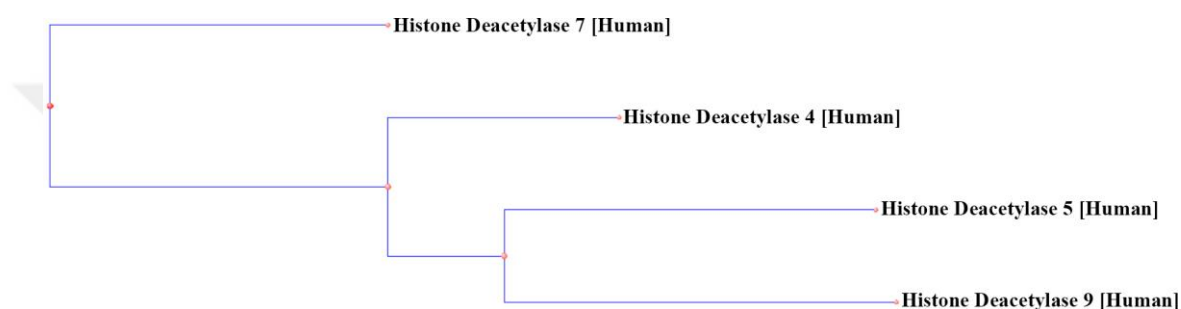 Histone Deacetylase 7 [Human]
Histone Deacetylase 4 [Human]
Histone Deacetylase 5 [Human]
Histone Deacetylase 9 [Human]